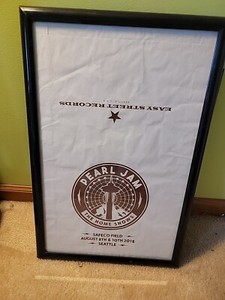 EASY STREET RECORDS
PEARL JAM
THE HOME SHOWS
SAFECO FIELD
AUGUST 8TH & 10TH 2018
SEATTLE